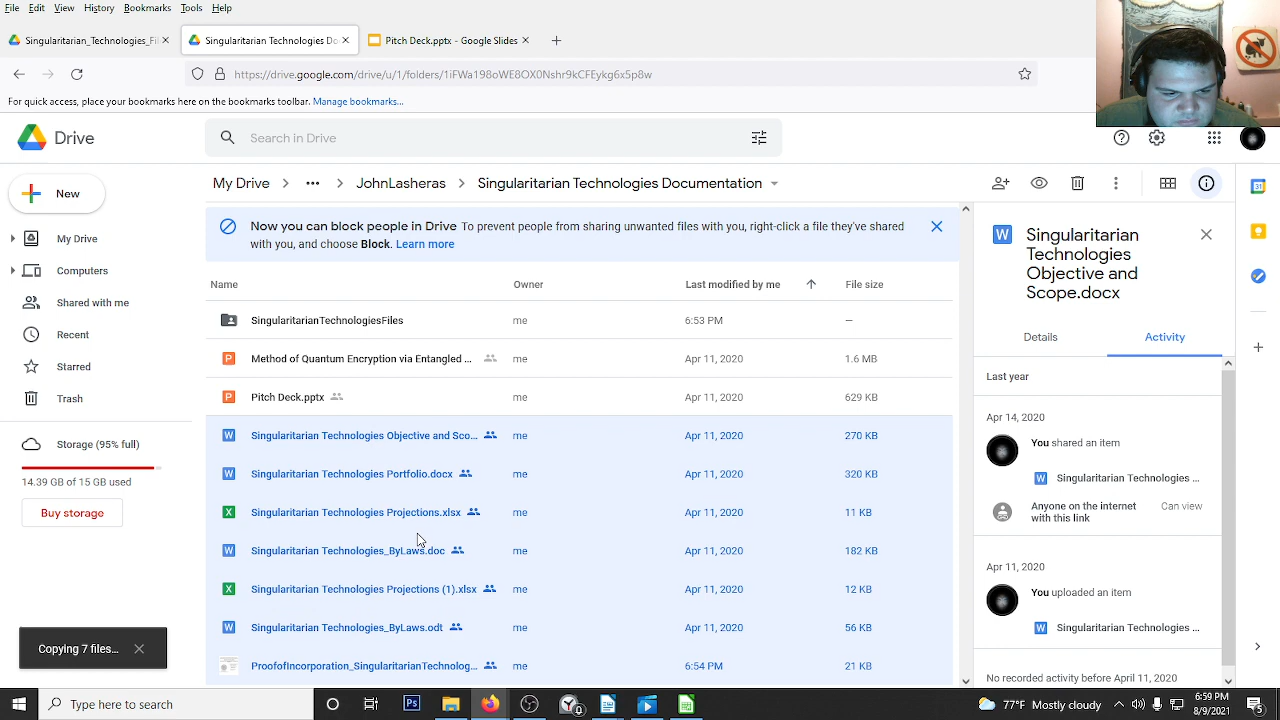 File Edit View History Bookmarks Tools Help
Singularitarian_Technologies_Fil
Singularitarian Technologies Do
Pitch Deck.pptx - Google Slides
https://drive.google.com/drive/u/1/folders/1iFWa198oWE8OX0Nshr9kCFEykg6x5p8w
For quick access, place your bookmarks here on the bookmarks toolbar. Manage bookmarks...
Drive
Search in Drive
New
My Drive
Computers
Shared with me
Recent
Starred
Trash
Storage (95% full)
14.39 GB of 15 GB used
Buy storage
My Drive > ... > JohnLasheras > Singularitarian Technologies Documentation
Now you can block people in Drive To prevent people from sharing unwanted files with you, right-click a file they've shared
with you, and choose Block. Learn more
Name Owner Last modified by me File size
SingularitarianTechnologiesFiles me 6:53 PM —
Method of Quantum Encryption via Entangled ... me Apr 11, 2020 1.6 MB
Pitch Deck.pptx me Apr 11, 2020 629 KB
Singularitarian Technologies Objective and Sco... me Apr 11, 2020 270 KB
Singularitarian Technologies Portfolio.docx me Apr 11, 2020 320 KB
Singularitarian Technologies Projections.xlsx me Apr 11, 2020 11 KB
Singularitarian Technologies_ByLaws.doc me Apr 11, 2020 182 KB
Singularitarian Technologies Projections (1).xlsx me Apr 11, 2020 12 KB
Singularitarian Technologies_ByLaws.odt me Apr 11, 2020 56 KB
ProofofIncorporation_SingularitarianTechnolog... me 6:54 PM 21 KB
Copying 7 files...
Singularitarian
Technologies
Objective and
Scope.docx
Details Activity
Last year
Apr 14, 2020
You shared an item
Singularitarian Technologies ...
Anyone on the internet
with this link
Can view
Apr 11, 2020
You uploaded an item
Singularitarian Technologies ...
No recorded activity before April 11, 2020
Type here to search
77°F Mostly cloudy
6:59 PM
8/9/2021